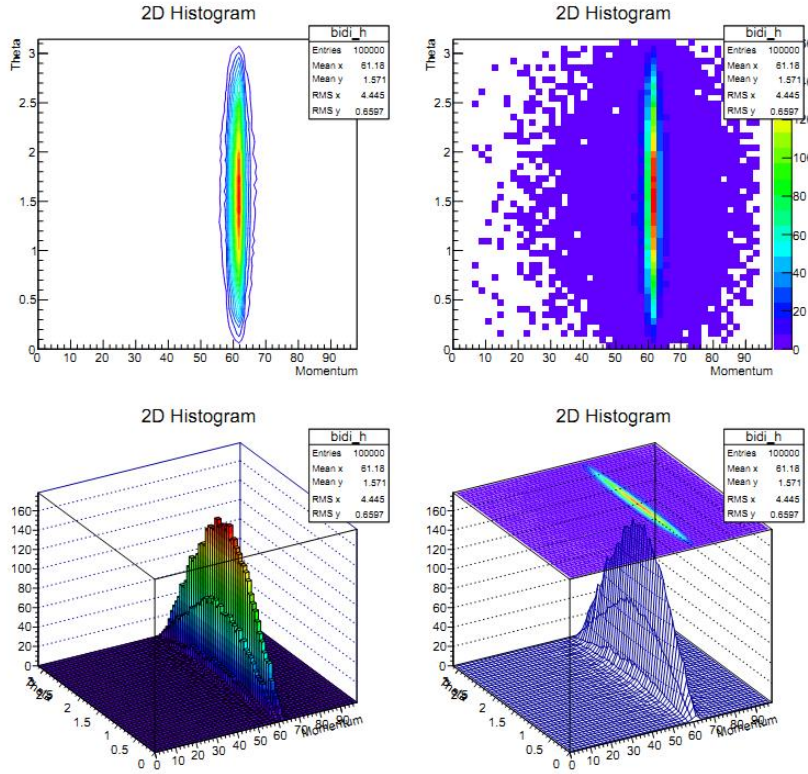 2D Histogram
bidi_h
Entries 100000
Mean x 61.18
Mean y 1.571
RMS x 4.445
RMS y 0.6597
Theta
3
2.5
2
1.5
1
0.5
0
0 10 20 30 40 50 60 70 80 90
Momentum
2D Histogram
bidi_h
Entries 100000
Mean x 61.18
Mean y 1.571
RMS x 4.445
RMS y 0.6597
Theta
3
2.5
2
1.5
1
0.5
0
0 10 20 30 40 50 60 70 80 90
Momentum
120
100
80
60
40
20
0
2D Histogram
bidi_h
Entries 100000
Mean x 61.18
Mean y 1.571
RMS x 4.445
RMS y 0.6597
160
140
120
100
80
60
40
20
0
2
1.5
1
0.5
0
0 10 20 30 40 50 60 70 80 90
Momentum
2D Histogram
bidi_h
Entries 100000
Mean x 61.18
Mean y 1.571
RMS x 4.445
RMS y 0.6597
160
140
120
100
80
60
40
20
0
2
1.5
1
0.5
0
0 10 20 30 40 50 60 70 80 90
Momentum